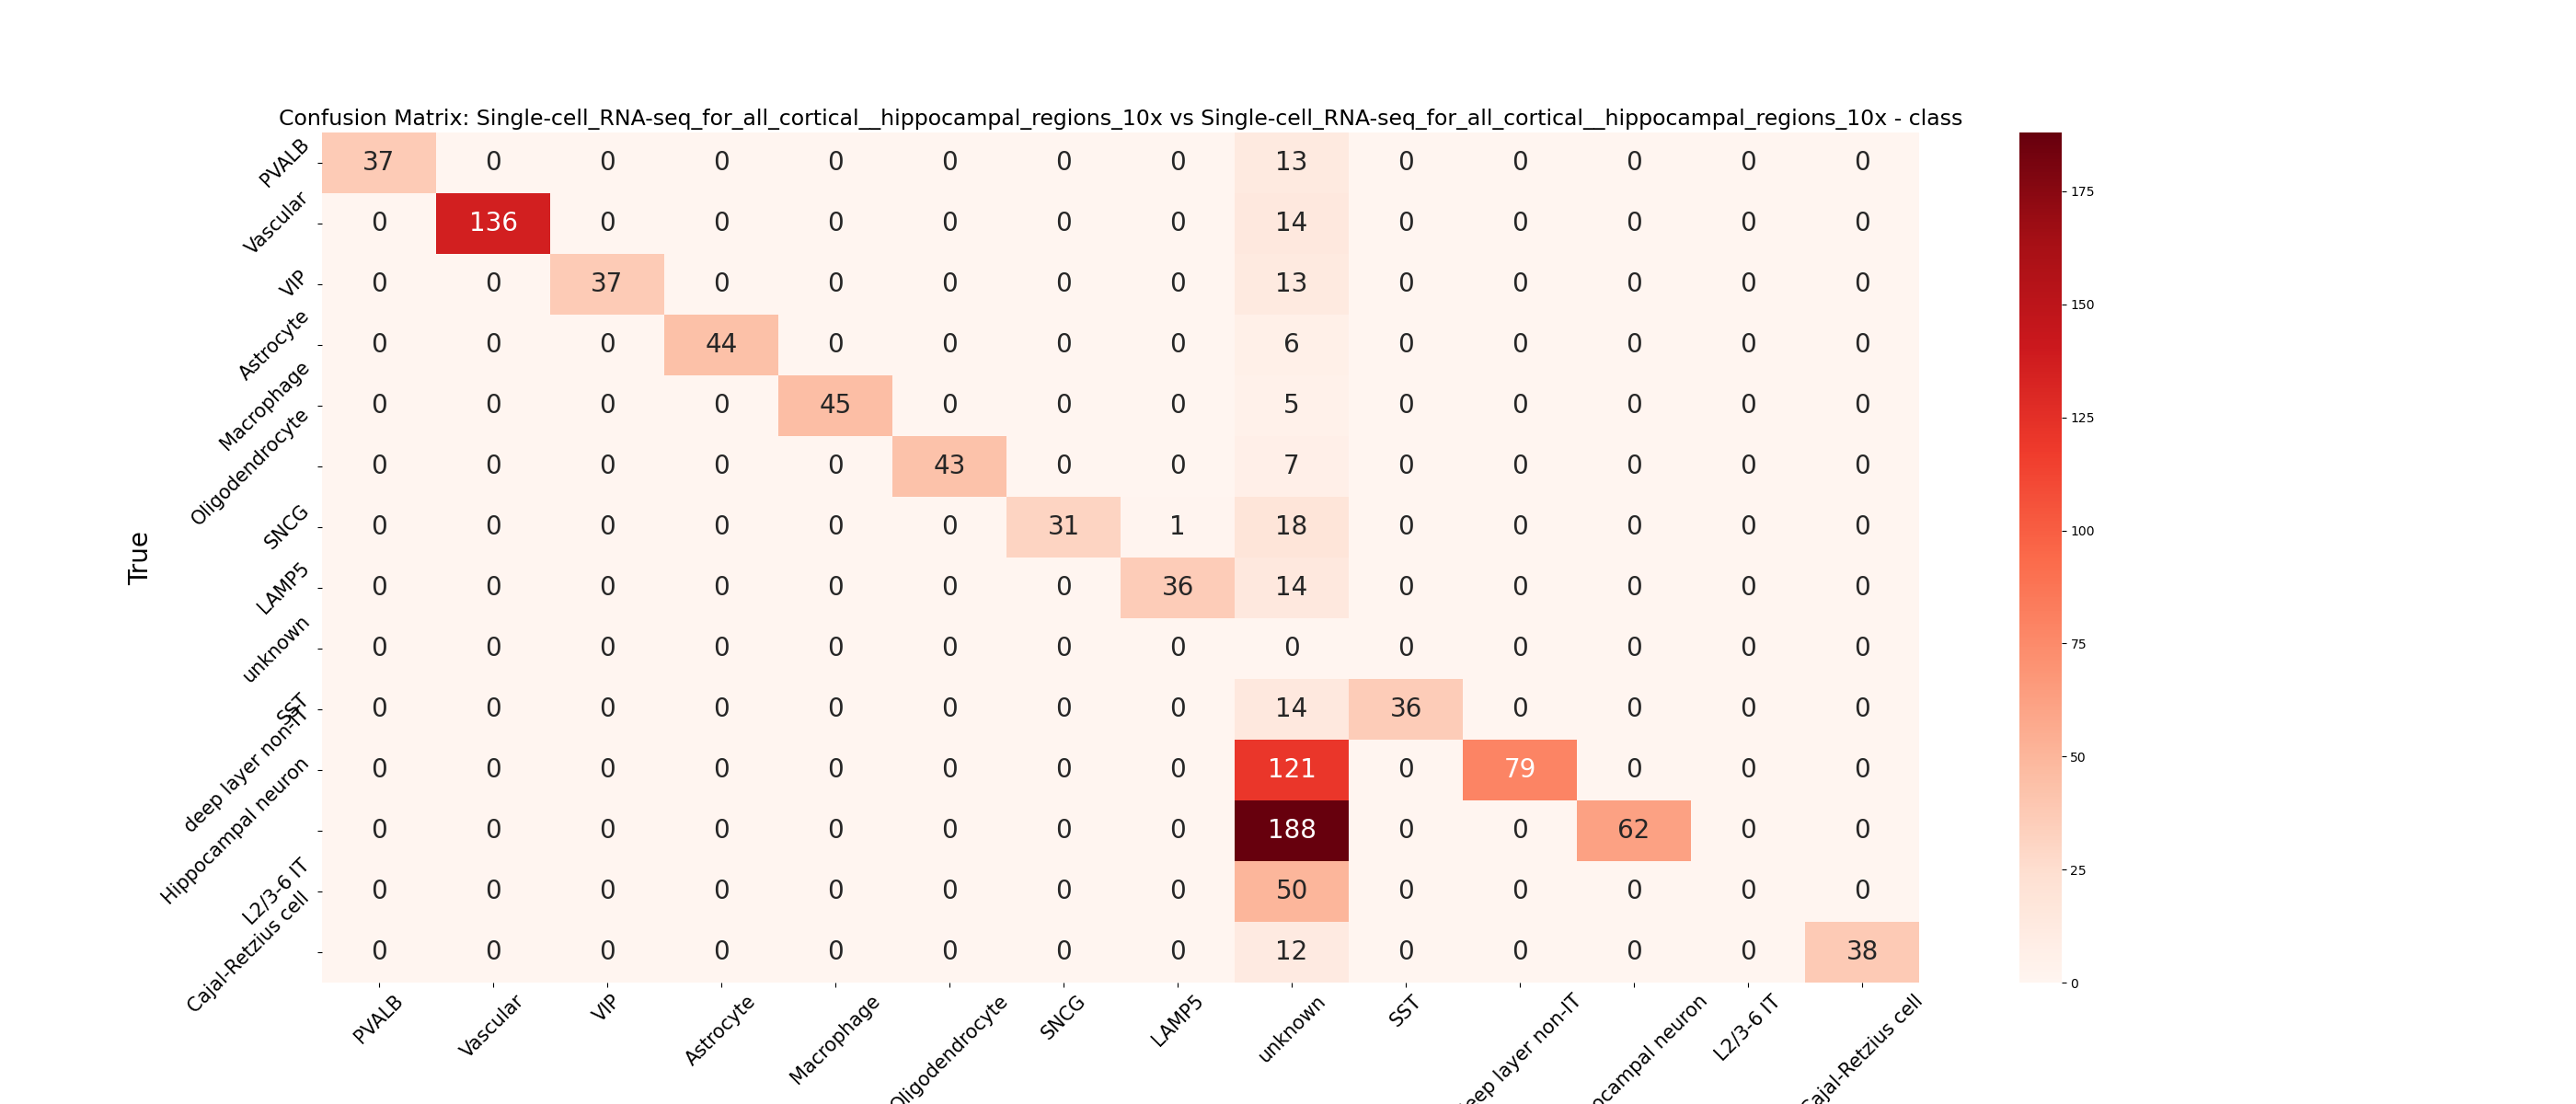 Confusion Matrix: Single-cell_RNA-seq_for_all_cortical__hippocampal_regions_10x vs Single-cell_RNA-seq_for_all_cortical__hippocampal_regions_10x - class
True
PVALB 37 0 0 0 0 0 0 0 13 0 0 0 0 0
Vascular 0 136 0 0 0 0 0 0 14 0 0 0 0 0
VIP 0 0 37 0 0 0 0 0 13 0 0 0 0 0
Astrocyte 0 0 0 44 0 0 0 0 6 0 0 0 0 0
Macrophage 0 0 0 0 45 0 0 0 5 0 0 0 0 0
Oligodendrocyte 0 0 0 0 0 43 0 0 7 0 0 0 0 0
SNCG 0 0 0 0 0 0 31 1 18 0 0 0 0 0
LAMP5 0 0 0 0 0 0 0 36 14 0 0 0 0 0
unknown 0 0 0 0 0 0 0 0 0 0 0 0 0 0
SST 0 0 0 0 0 0 0 0 14 36 0 0 0 0
deep layer non-IT 0 0 0 0 0 0 0 0 121 0 79 0 0 0
Hippocampal neuron 0 0 0 0 0 0 0 0 188 0 0 62 0 0
L2/3-6 IT 0 0 0 0 0 0 0 0 50 0 0 0 0 0
Cajal-Retzius cell 0 0 0 0 0 0 0 0 12 0 0 0 0 38
PVALB
Vascular
VIP
Astrocyte
Macrophage
Oligodendrocyte
SNCG
LAMP5
unknown
SST
eep layer non-IT
ocampal neuron
L2/3-6 IT
Cajal-Retzius cell
175
150
125
100
75
50
25
0